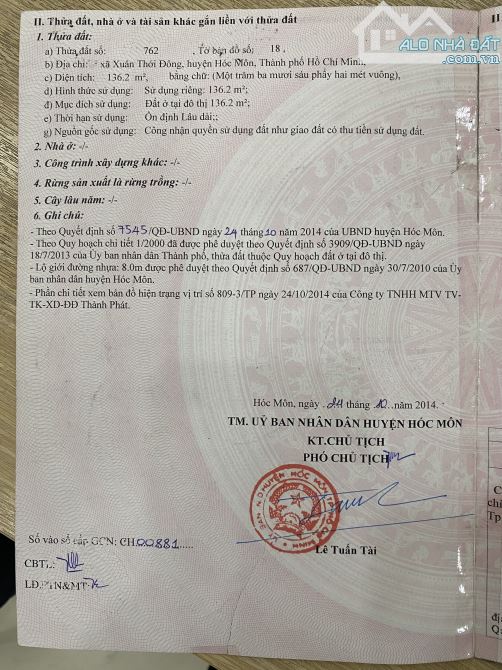 II. Thửa đất, nhà ở và tài sản khác gắn liền với thửa đất
ALO NHÀ ĐẤT
1. Thửa đất:
a) Thửa đất số: 762 Tờ bản đồ số: 18
b) Địa chỉ: xã Xuân Thới Đông, huyện Hóc Môn, Thành phố Hồ Chí Minh
c) Diện tích: 136.2 m², bằng chữ: (Một trăm ba mươi sáu phẩy hai mét vuông),
d) Hình thức sử dụng: Sử dụng riêng: 136.2 m²;
đ) Mục đích sử dụng: Đất ở tại đô thị 136.2 m²;
e) Thời hạn sử dụng: Ổn định Lâu dài;
g) Nguồn gốc sử dụng: Công nhận quyền sử dụng đất như giao đất có thu tiền sử dụng đất.
2. Nhà ở: -/-
3. Công trình xây dựng khác: -/-
4. Rừng sản xuất là rừng trồng: -/-
5. Cây lâu năm: -/-
6. Ghi chú:
- Theo Quyết định số 7545/QĐ-UBND ngày 24 tháng 10 năm 2014 của UBND huyện Hóc Môn.
- Theo Quy hoạch chi tiết 1/2000 đã được phê duyệt theo Quyết định số 3909/QĐ-UBND ngày
18/7/2013 của Ủy ban nhân dân Thành phố, thửa đất thuộc Quy hoạch đất ở tại đô thị.
- Lộ giới đường nhựa: 8.0m được phê duyệt theo Quyết định số 687/QĐ-UBND ngày 30/7/2010 của Ủy
ban nhân dân huyện Hóc Môn.
- Phần chi tiết xem bản đồ hiện trạng vị trí số 809-3/TP ngày 24/10/2014 của Công ty TNHH MTV TV-
TK-XD-ĐĐ Thành Phát.
Hóc Môn, ngày 24 tháng 10 năm 2014.
TM. UỶ BAN NHÂN DÂN HUYỆN HÓC MÔN
KT.CHỦ TỊCH
PHÓ CHỦ TỊCH
Số vào sổ cấp GCN: CH.00881
Lê Tuấn Tài
CBTL:
LĐ.TN&MT: